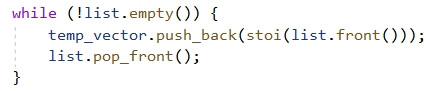 while (!list.empty()) {
    temp_vector.push_back(stoi(list.front()));
    list.pop_front();
}